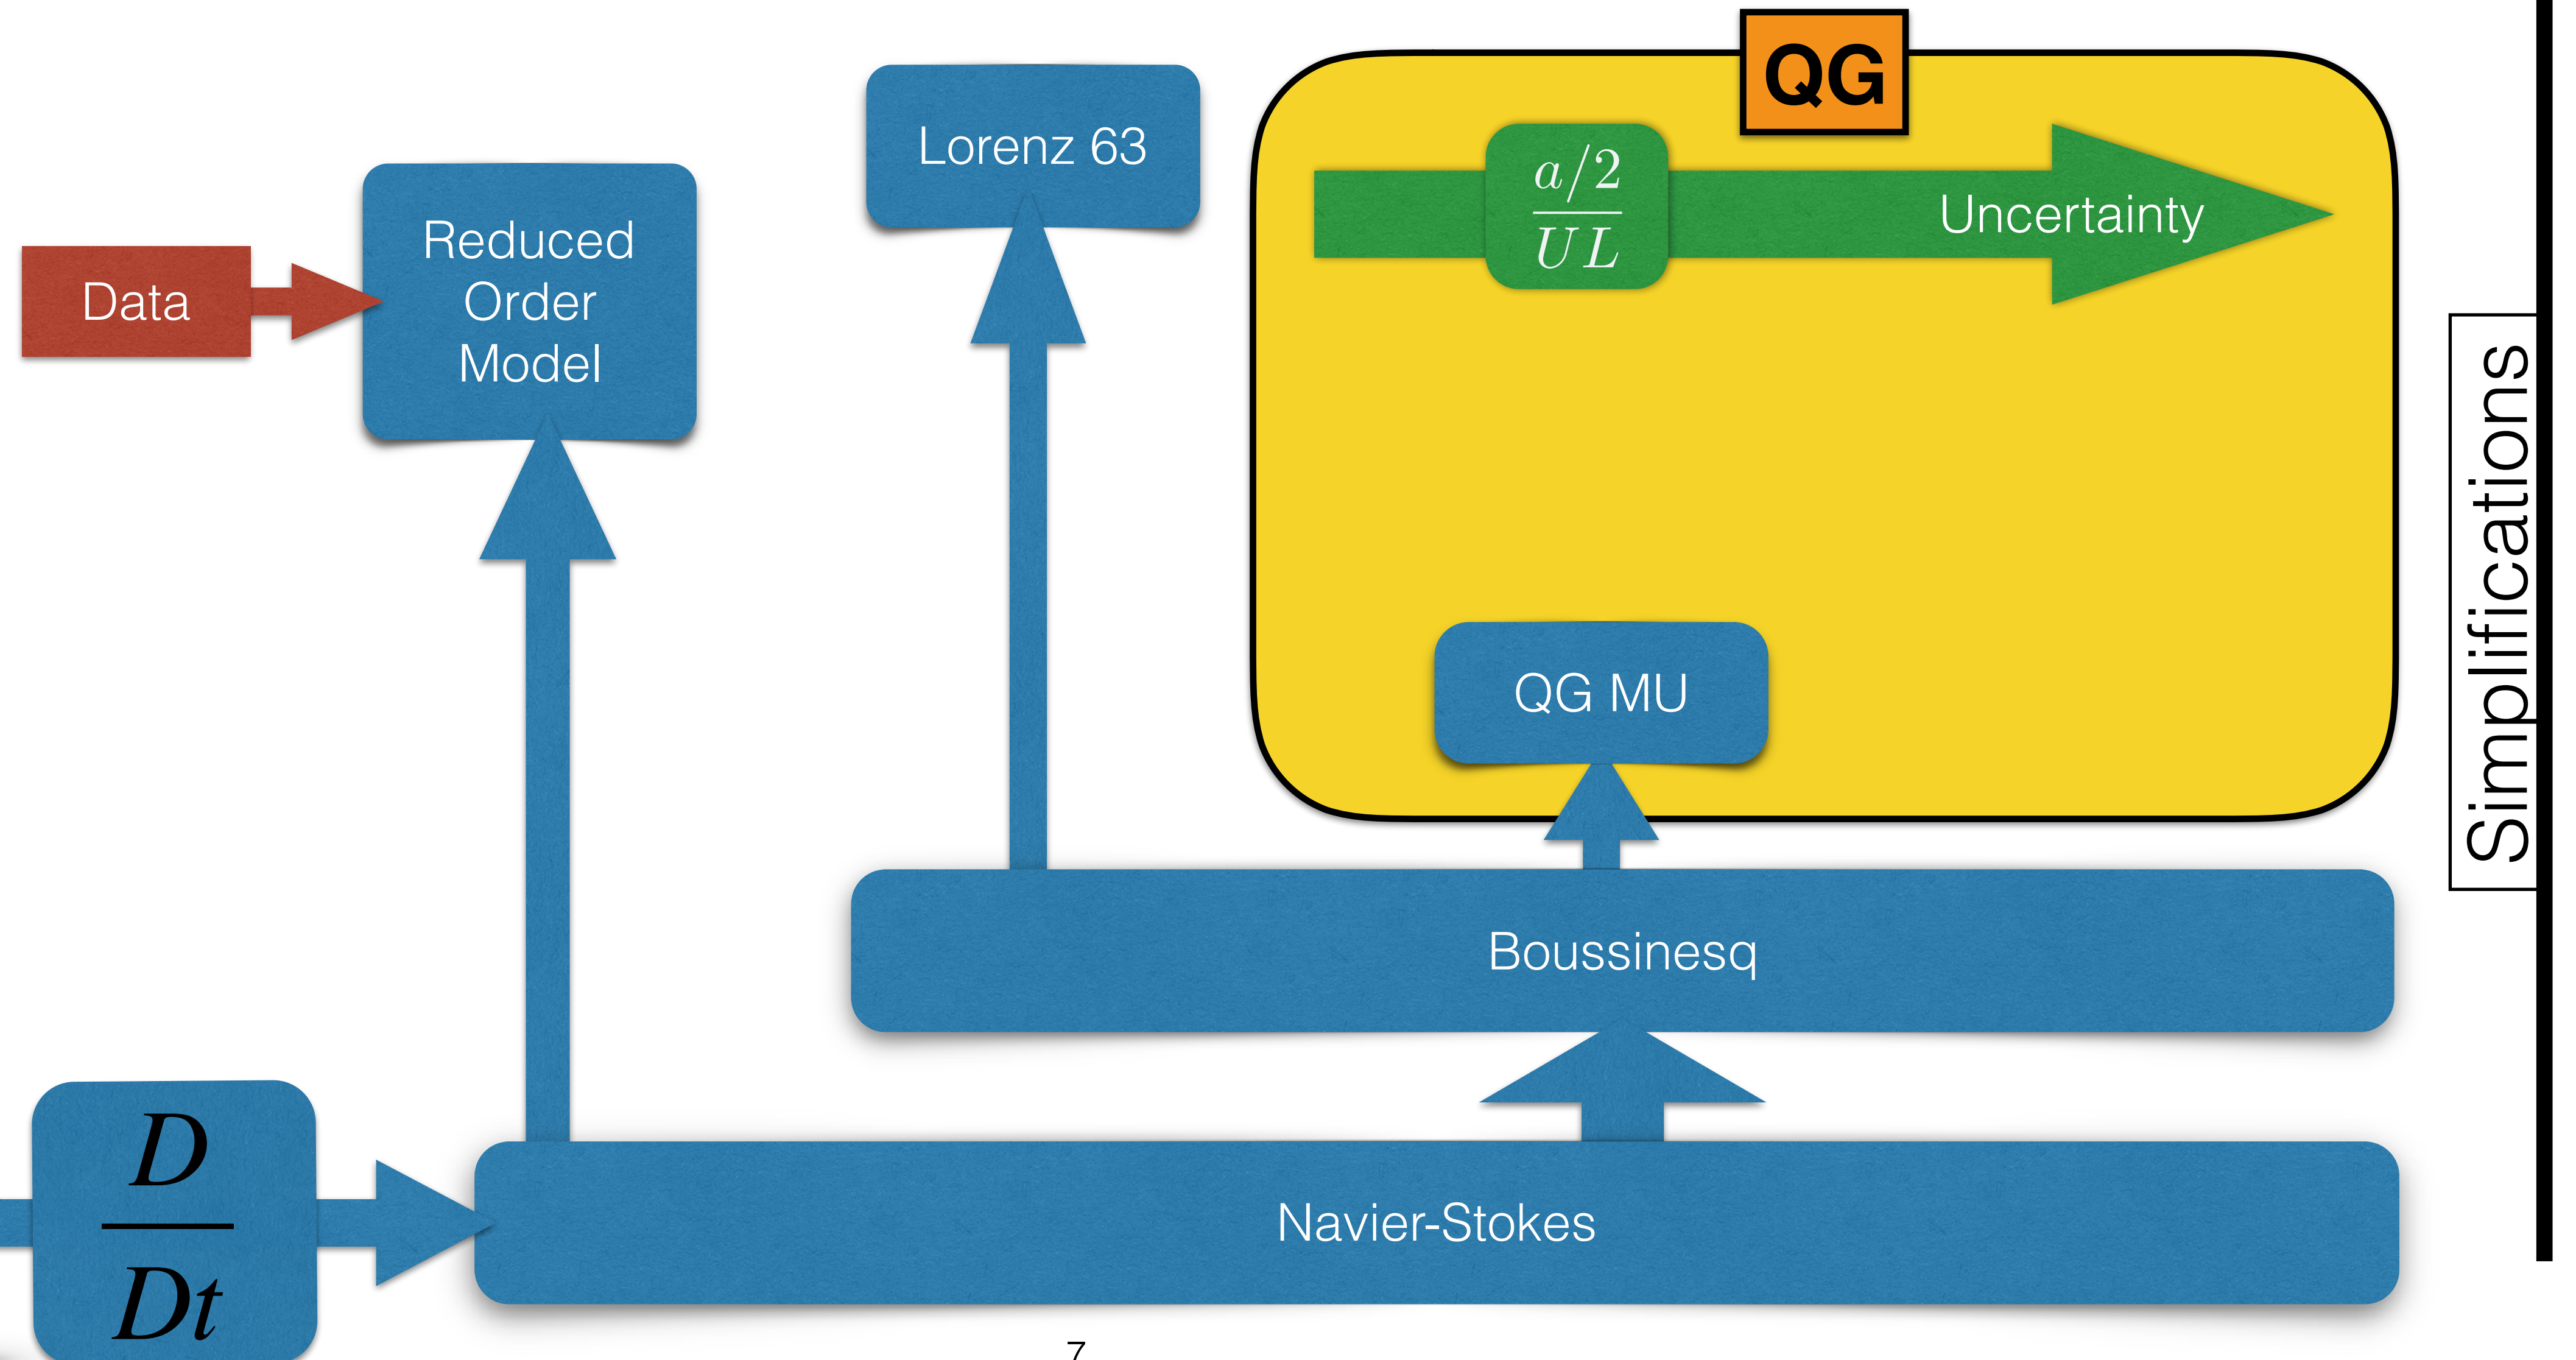 QG
Lorenz 63
a/2
UL
Uncertainty
Reduced
Order
Model
Data
Simplifications
QG MU
Boussinesq
D
Dt
Navier-Stokes
7